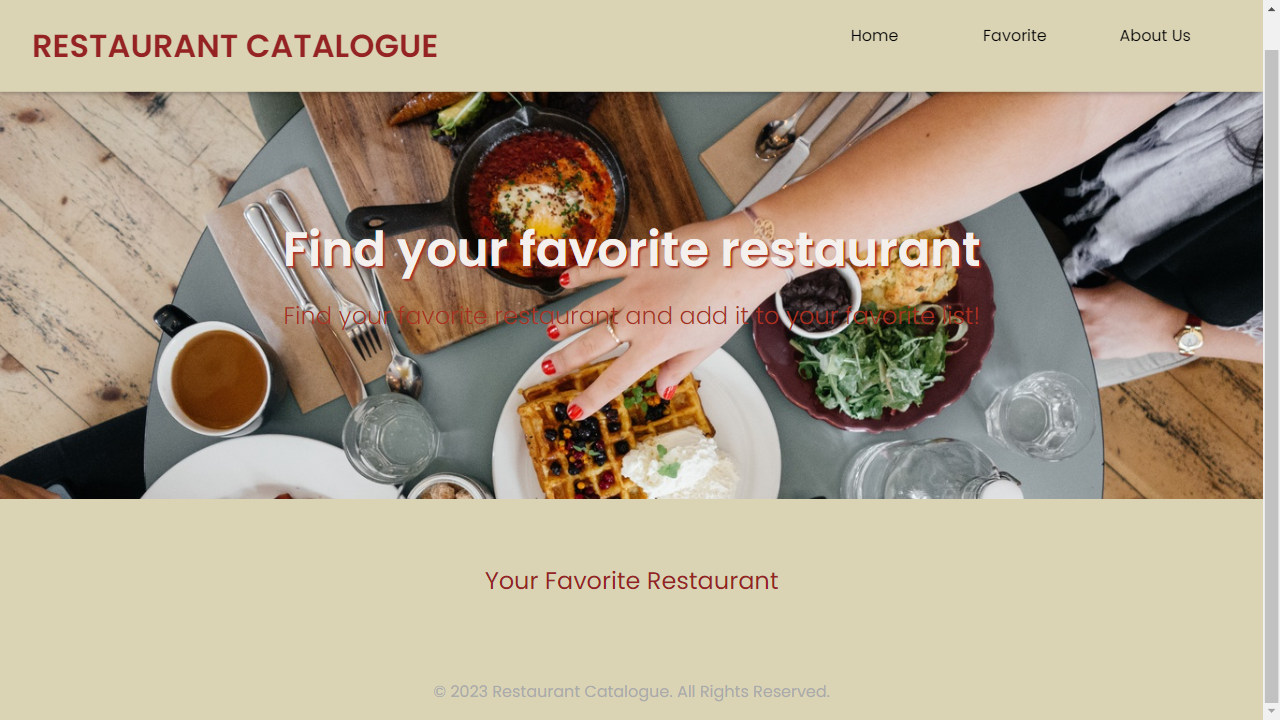 RESTAURANT CATALOGUE
Home
Favorite
About Us
Find your favorite restaurant
Find your favorite restaurant and add it to your favorite list!
Your Favorite Restaurant
© 2023 Restaurant Catalogue. All Rights Reserved.